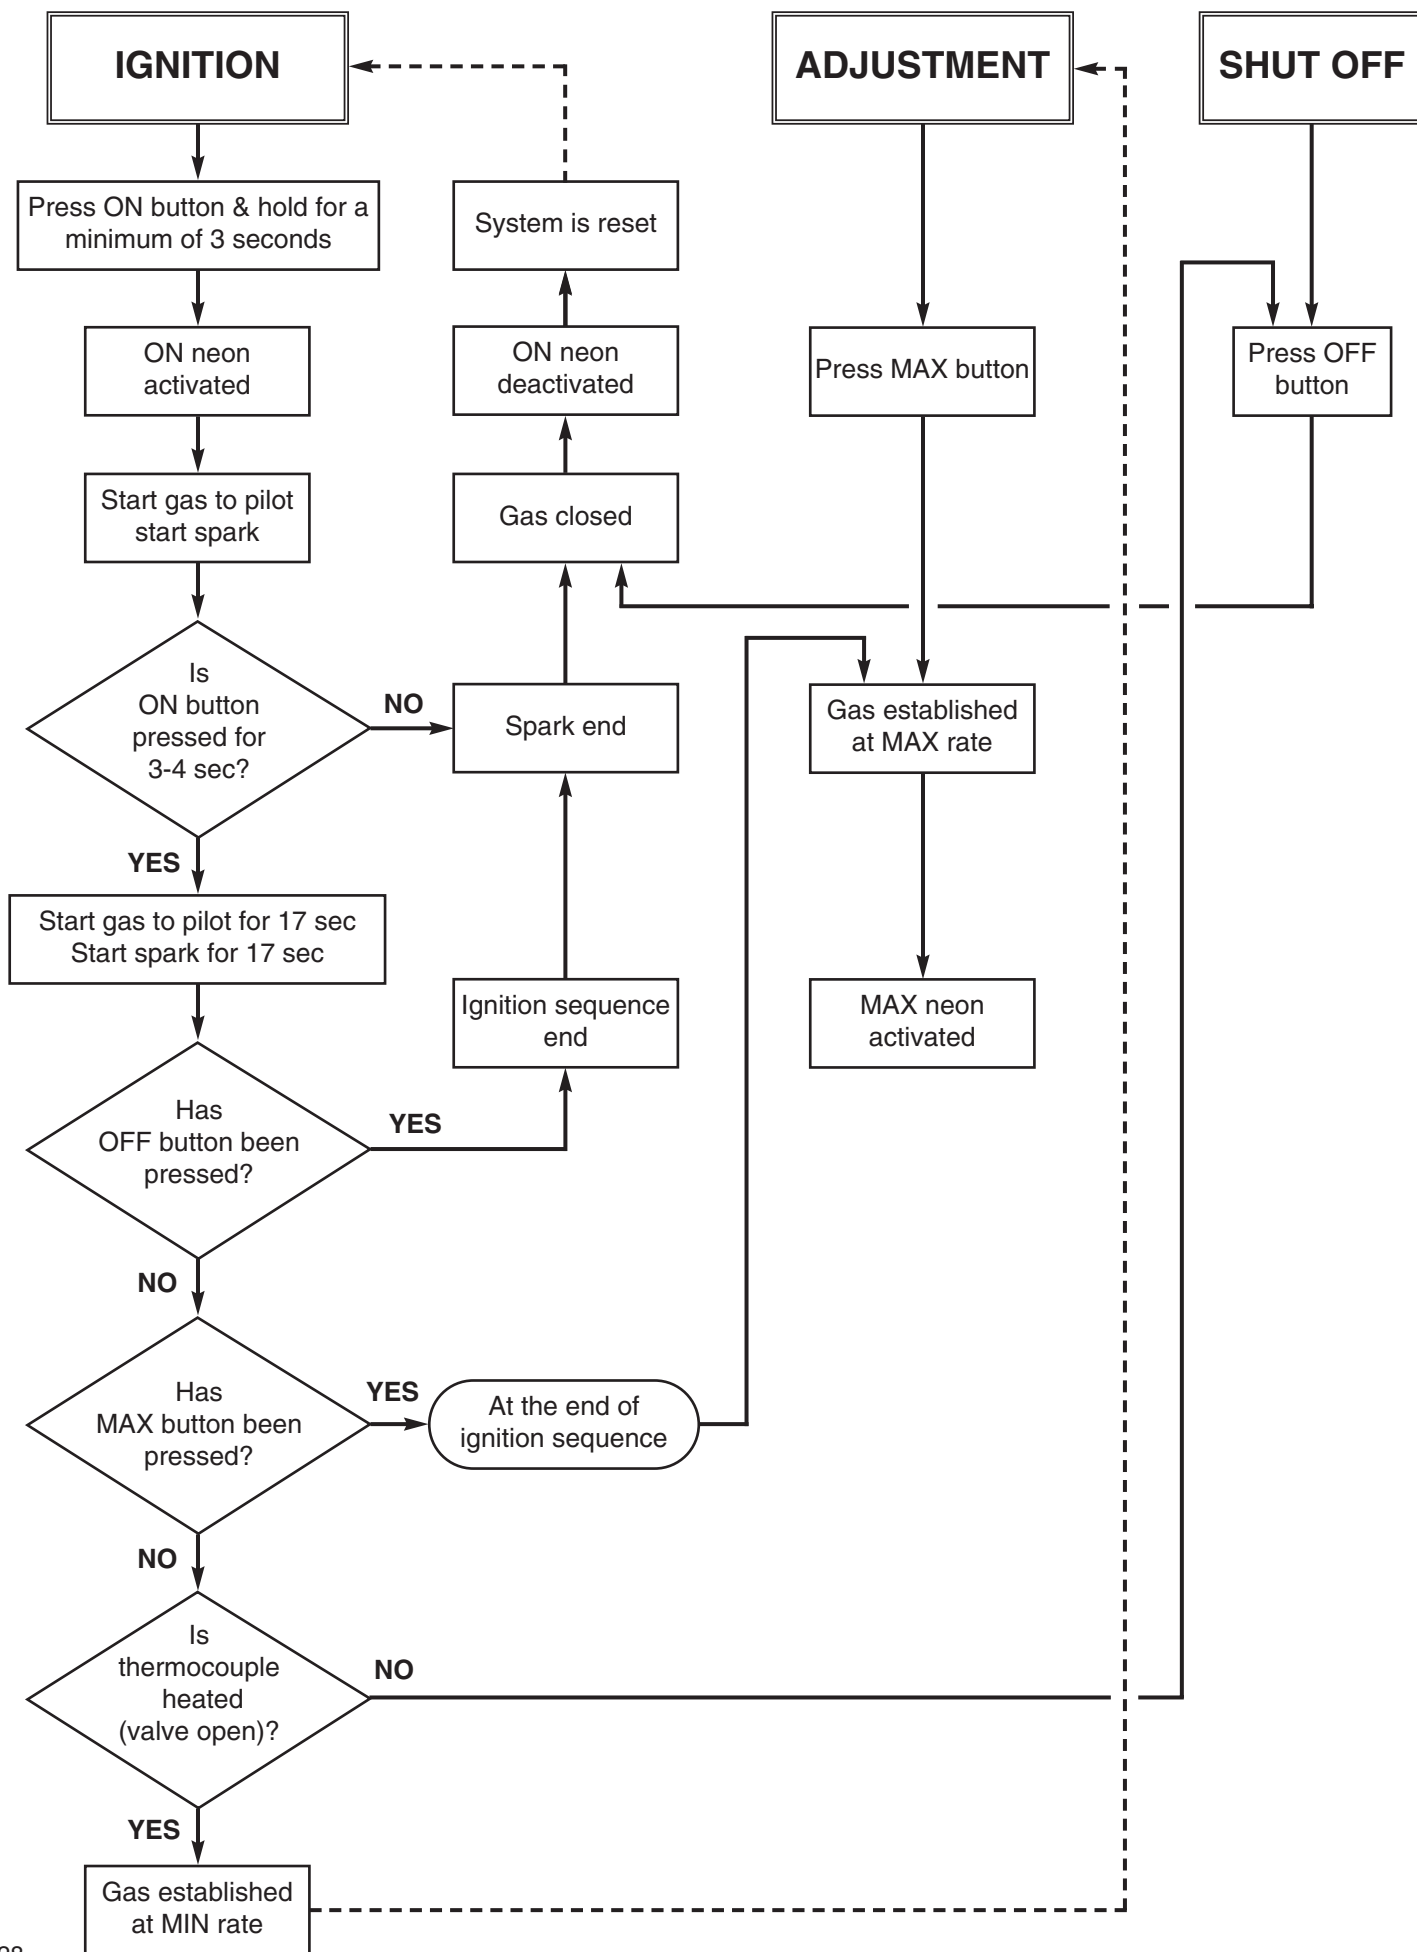 IGNITION
ADJUSTMENT
SHUT OFF
Press ON button & hold for a
minimum of 3 seconds
System is reset
ON neon
activated
ON neon
deactivated
Press MAX button
Press OFF
button
Start gas to pilot
start spark
Gas closed
Is
ON button
pressed for
3-4 sec?
NO
Spark end
Gas established
at MAX rate
YES
Start gas to pilot for 17 sec
Start spark for 17 sec
Ignition sequence
end
MAX neon
activated
Has
OFF button been
pressed?
YES
NO
Has
MAX button been
pressed?
YES
At the end of
ignition sequence
NO
Is
thermocouple
heated
(valve open)?
NO
YES
Gas established
at MIN rate